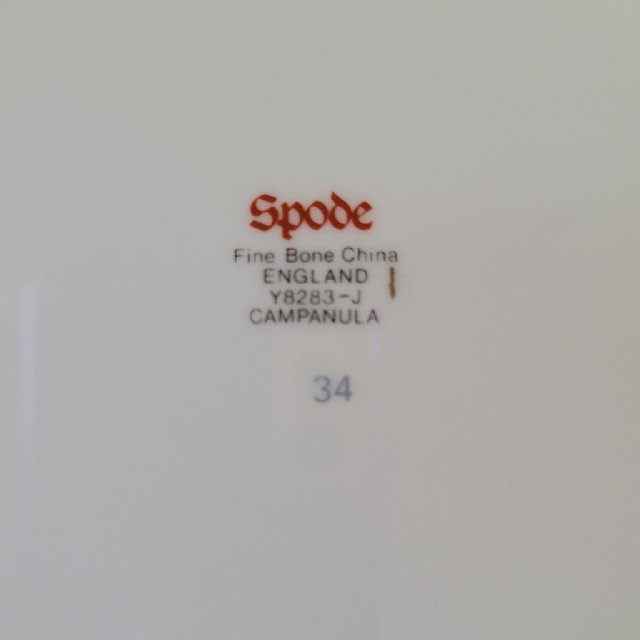 Spode
Fine Bone China
ENGLAND
Y8283-J
CAMPANULA
34